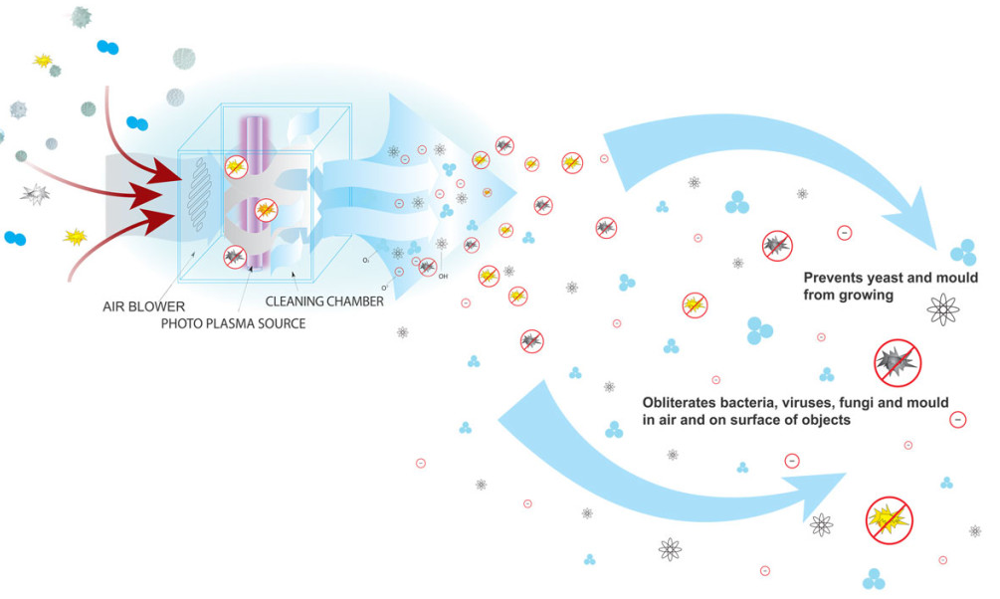 AIR BLOWER
PHOTO PLASMA SOURCE
CLEANING CHAMBER
OH
Prevents yeast and mould
from growing
Obliterates bacteria, viruses, fungi and mould
in air and on surface of objects